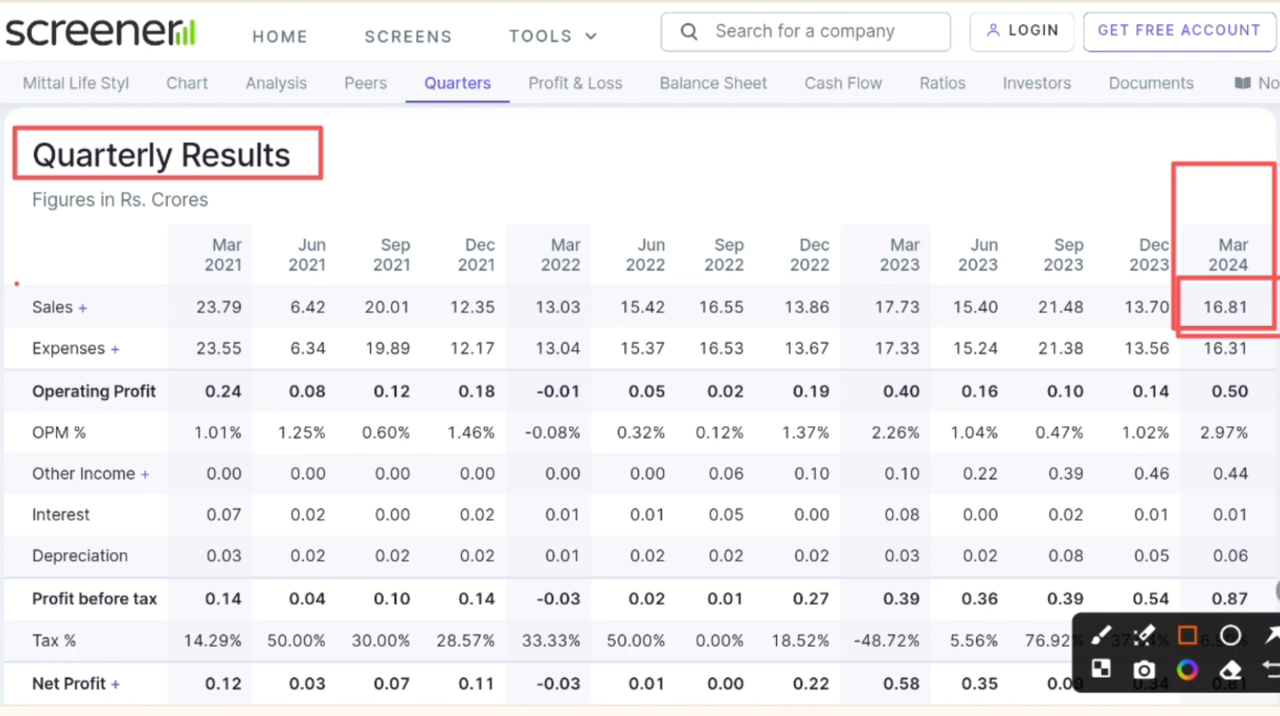 screener
HOME SCREENS TOOLS Search for a company LOGIN GET FREE ACCOUNT
Mittal Life Styl Chart Analysis Peers Quarters Profit & Loss Balance Sheet Cash Flow Ratios Investors Documents No
Quarterly Results
Figures in Rs. Crores
Mar 2021 Jun 2021 Sep 2021 Dec 2021 Mar 2022 Jun 2022 Sep 2022 Dec 2022 Mar 2023 Jun 2023 Sep 2023 Dec 2023 Mar 2024
Sales + 23.79 6.42 20.01 12.35 13.03 15.42 16.55 13.86 17.73 15.40 21.48 13.70 16.81
Expenses + 23.55 6.34 19.89 12.17 13.04 15.37 16.53 13.67 17.33 15.24 21.38 13.56 16.31
Operating Profit 0.24 0.08 0.12 0.18 -0.01 0.05 0.02 0.19 0.40 0.16 0.10 0.14 0.50
OPM % 1.01% 1.25% 0.60% 1.46% -0.08% 0.32% 0.12% 1.37% 2.26% 1.04% 0.47% 1.02% 2.97%
Other Income + 0.00 0.00 0.00 0.00 0.00 0.00 0.06 0.10 0.10 0.22 0.39 0.46 0.44
Interest 0.07 0.02 0.00 0.02 0.01 0.01 0.05 0.00 0.08 0.00 0.02 0.01 0.01
Depreciation 0.03 0.02 0.02 0.02 0.01 0.02 0.02 0.02 0.03 0.02 0.08 0.05 0.06
Profit before tax 0.14 0.04 0.10 0.14 -0.03 0.02 0.01 0.27 0.39 0.36 0.39 0.54 0.87
Tax % 14.29% 50.00% 30.00% 28.57% 33.33% 50.00% 0.00% 18.52% -48.72% 5.56% 76.92
Net Profit + 0.12 0.03 0.07 0.11 -0.03 0.01 0.00 0.22 0.58 0.35 0.09 0.34 0.81